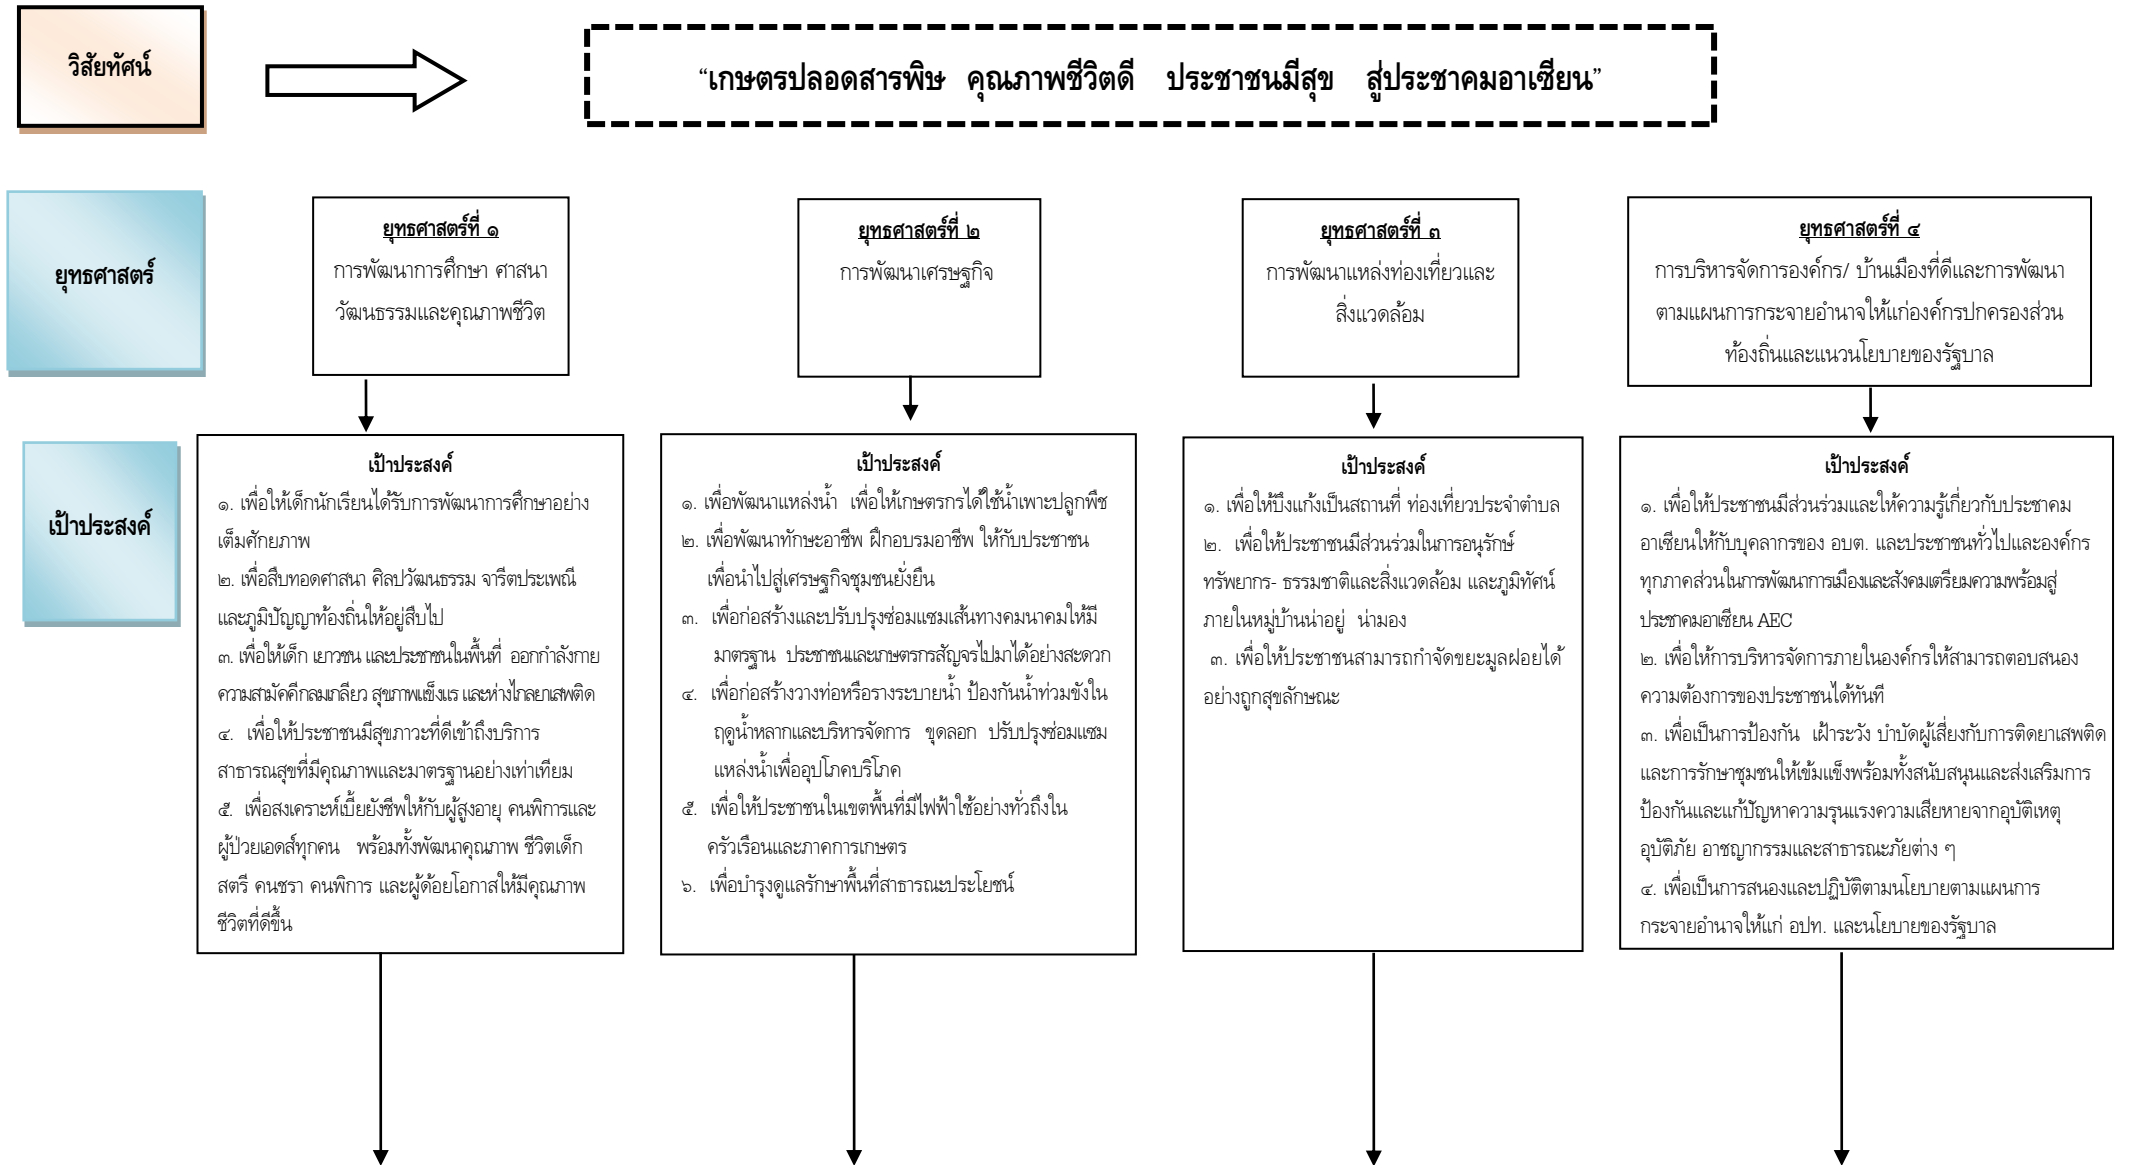 วิสัยทัศน์
“เกษตรปลอดสารพิษ คุณภาพชีวิตดี ประชาชนมีสุข สู่ประชาคมอาเซียน”
ยุทธศาสตร์
ยุทธศาสตร์ที่ ๑
การพัฒนาการศึกษา ศาสนา
วัฒนธรรมและคุณภาพชีวิต
ยุทธศาสตร์ที่ ๒
การพัฒนาเศรษฐกิจ
ยุทธศาสตร์ที่ ๓
การพัฒนาแหล่งท่องเที่ยวและ
สิ่งแวดล้อม
ยุทธศาสตร์ที่ ๔
การบริหารจัดการองค์กร/ บ้านเมืองที่ดีและการพัฒนา
ตามแผนการกระจายอำนาจให้แก่องค์กรปกครองส่วน
ท้องถิ่นและแนวนโยบายของรัฐบาล
เป้าประสงค์
เป้าประสงค์
๑. เพื่อให้เด็กนักเรียนได้รับการพัฒนาการศึกษาอย่าง
เต็มศักยภาพ
๒. เพื่อสืบทอดศาสนา ศิลปวัฒนธรรม จารีตประเพณี
และภูมิปัญญาท้องถิ่นให้อยู่สืบไป
๓. เพื่อให้เด็ก เยาวชน และประชาชนในพื้นที่ ออกกำลังกาย
ความสามัคคีกลมเกลียว สุขภาพแข็งแรง และห่างไกลยาเสพติด
๔. เพื่อให้ประชาชนมีสุขภาวะที่ดีเข้าถึงบริการ
สาธารณสุขที่มีคุณภาพและมาตรฐานอย่างเท่าเทียม
๕. เพื่อสงเคราะห์เบี้ยยังชีพให้กับผู้สูงอายุ คนพิการและ
ผู้ป่วยเอดส์ทุกคน พร้อมทั้งพัฒนาคุณภาพ ชีวิตเด็ก
สตรี คนชรา คนพิการ และผู้ด้อยโอกาสให้มีคุณภาพ
ชีวิตที่ดีขึ้น
เป้าประสงค์
๑. เพื่อพัฒนาแหล่งน้ำ เพื่อให้เกษตรกรได้ใช้น้ำเพาะปลูกพืช
๒. เพื่อพัฒนาทักษะอาชีพ ฝึกอบรมอาชีพ ให้กับประชาชน
เพื่อนำไปสู่เศรษฐกิจชุมชนยั่งยืน
๓. เพื่อก่อสร้างและปรับปรุงซ่อมแซมเส้นทางคมนาคมให้มี
มาตรฐาน ประชาชนและเกษตรกรสัญจรไปมาได้อย่างสะดวก
๔. เพื่อก่อสร้างวางท่อหรือรางระบายน้ำ ป้องกันน้ำท่วมขังใน
ฤดูน้ำหลากและบริหารจัดการ ขุดลอก ปรับปรุงซ่อมแซม
แหล่งน้ำเพื่ออุปโภคบริโภค
๕. เพื่อให้ประชาชนในเขตพื้นที่มีไฟฟ้าใช้อย่างทั่วถึงใน
ครัวเรือนและภาคการเกษตร
๖. เพื่อบำรุงดูแลรักษาพื้นที่สาธารณะประโยชน์
เป้าประสงค์
๑. เพื่อให้บึงแก้งเป็นสถานที่ ท่องเที่ยวประจำตำบล
๒. เพื่อให้ประชาชนมีส่วนร่วมในการอนุรักษ์
ทรัพยากร- ธรรมชาติและสิ่งแวดล้อม และภูมิทัศน์
ภายในหมู่บ้านน่าอยู่ น่ามอง
๓. เพื่อให้ประชาชนสามารถกำจัดขยะมูลฝอยได้
อย่างถูกสุขลักษณะ
เป้าประสงค์
๑. เพื่อให้ประชาชนมีส่วนร่วมและให้ความรู้เกี่ยวกับประชาคม
อาเซียนให้กับบุคลากรของ อบต. และประชาชนทั่วไปและองค์กร
ทุกภาคส่วนในการพัฒนาการเมืองและสังคมเตรียมความพร้อมสู่
ประชาคมอาเซียน AEC
๒. เพื่อให้การบริหารจัดการภายในองค์กรให้สามารถตอบสนอง
ความต้องการของประชาชนได้ทันที
๓. เพื่อเป็นการป้องกัน เฝ้าระวัง บำบัดผู้เสี่ยงกับการติดยาเสพติด
และการรักษาชุมชนให้เข้มแข็งพร้อมทั้งสนับสนุนและส่งเสริมการ
ป้องกันและแก้ปัญหาความรุนแรงความเสียหายจากอุบัติเหตุ
อุบัติภัย อาชญากรรมและสาธารณะภัยต่าง ๆ
๔. เพื่อเป็นการสนองและปฏิบัติตามนโยบายตามแผนการ
กระจายอำนาจให้แก่ อปท. และนโยบายของรัฐบาล